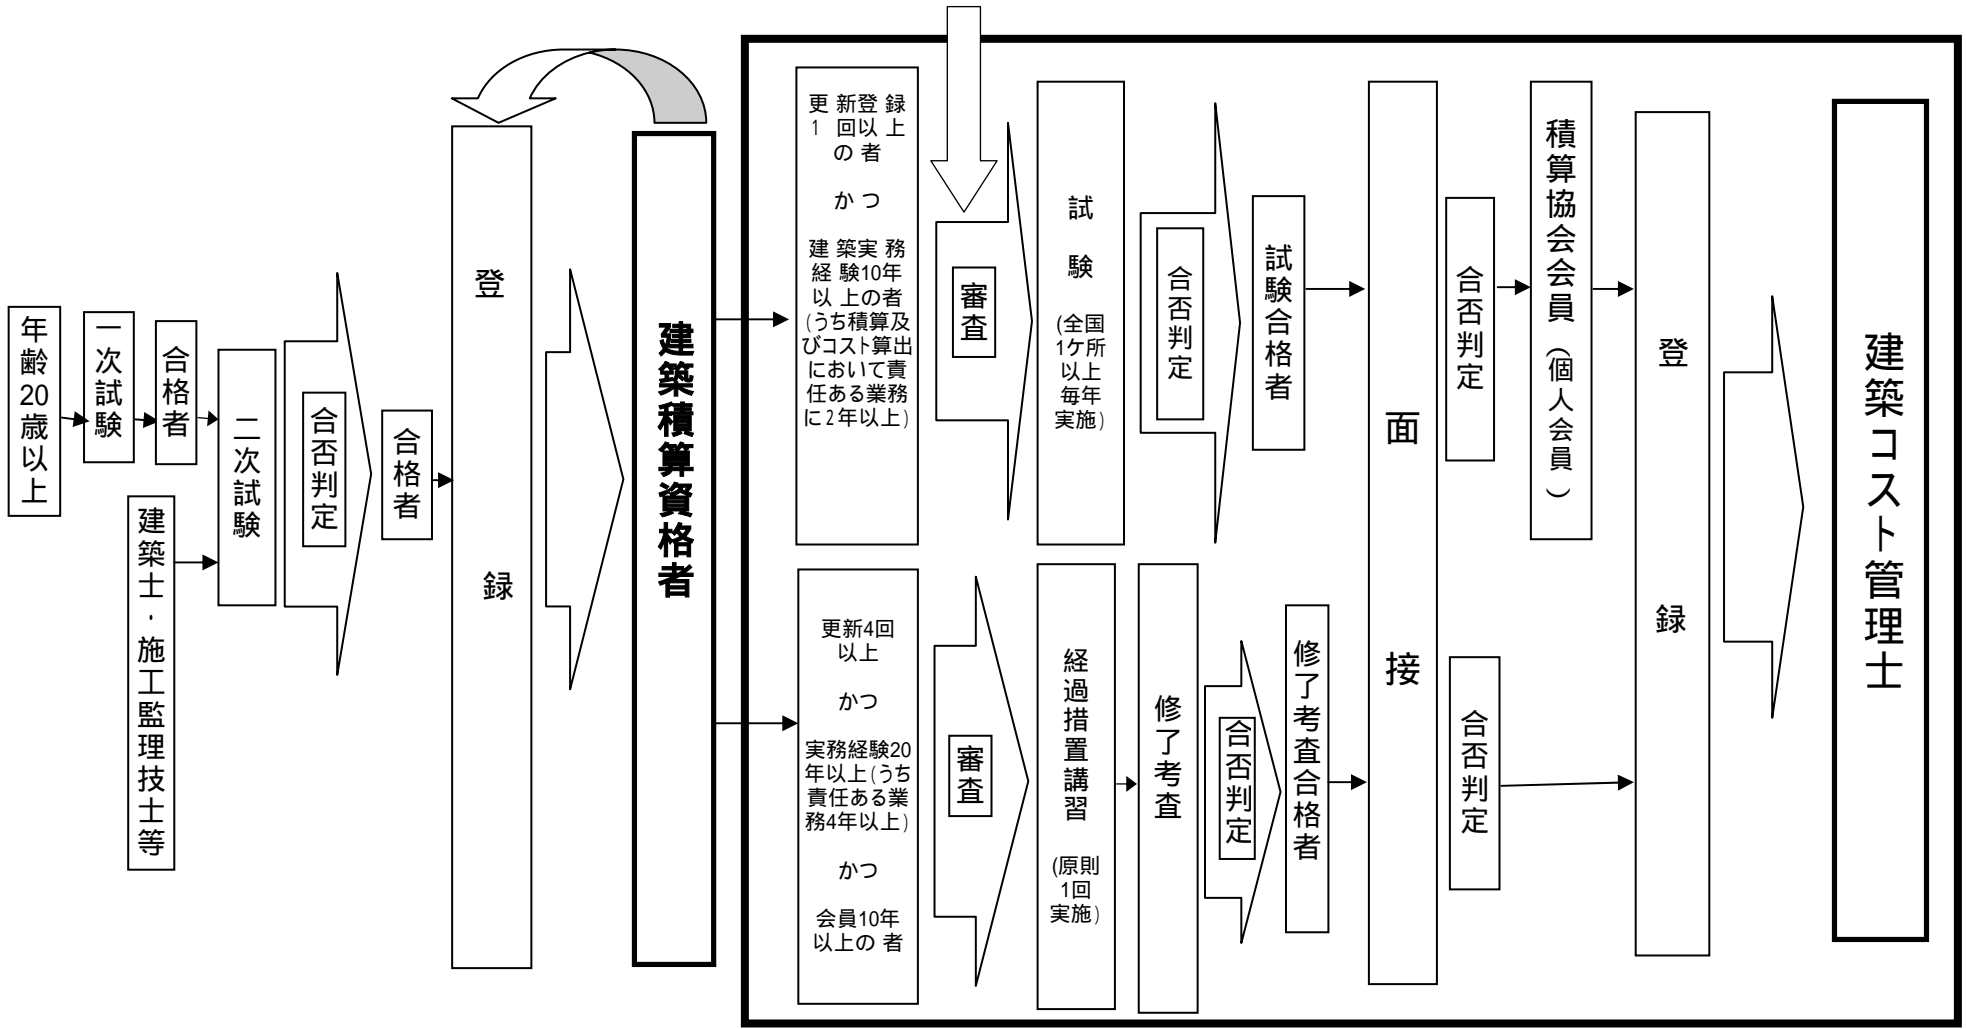 年齢20歳以上
一次試験
合格者
建築士・施工監理技士等
二次試験
合否判定
合格者
登録
建築積算資格者
更新登録
1回以上
の者
かつ
建築実務
経験10年
以上の者
(うち積算及
びコスト算出
において責
任ある業務
に2年以上)
審査
試験
(全国
1ケ所
以上
毎年
実施)
合否判定
試験合格者
更新4回
以上
かつ
実務経験20
年以上(うち
責任ある業
務4年以上)
かつ
会員10年
以上の者
審査
経過措置講習
(原則
1回
実施)
修了考査
合否判定
修了考査合格者
面接
合否判定
積算協会会員(個人会員)
合否判定
登録
建築コスト管理士